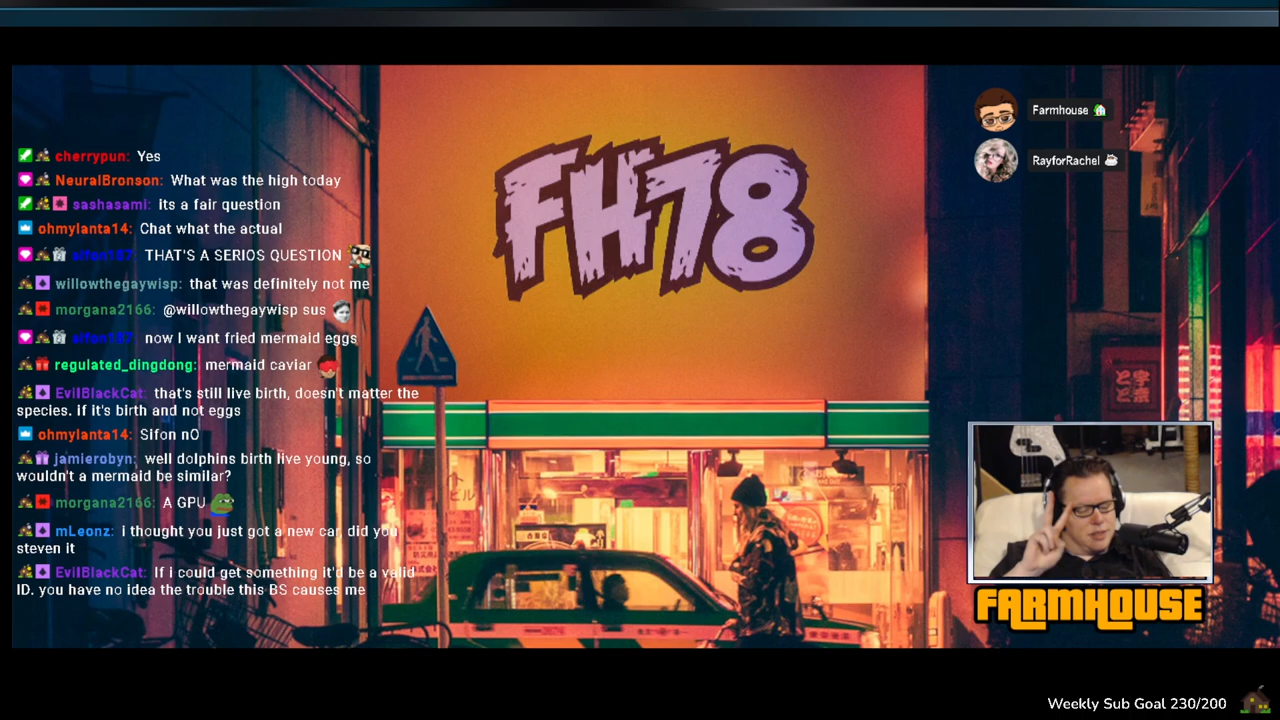 cherrypun: Yes
NeuralBronson: What was the high today
sashasami: its a fair question
ohmylanta14: Chat what the actual
sifon187: THAT'S A SERIOS QUESTION
willowthegaywisp: that was definitely not me
morgana2166: @willowthegaywisp sus
sifon187: now I want fried mermaid eggs
regulated_dingdong: mermaid caviar
EvilBlackCat: that's still live birth, doesn't matter the
species. if it's birth and not eggs
ohmylanta14: Sifon nO
jamierobyn: well dolphins birth live young, so
wouldn't a mermaid be similar?
morgana2166: A GPU
mLeonz: i thought you just got a new car, did you
steven it
EvilBlackCat: If i could get something it'd be a valid
ID. you have no idea the trouble this BS causes me
FH78
Farmhouse
RayforRachel
FARMHOUSE
Weekly Sub Goal 230/200